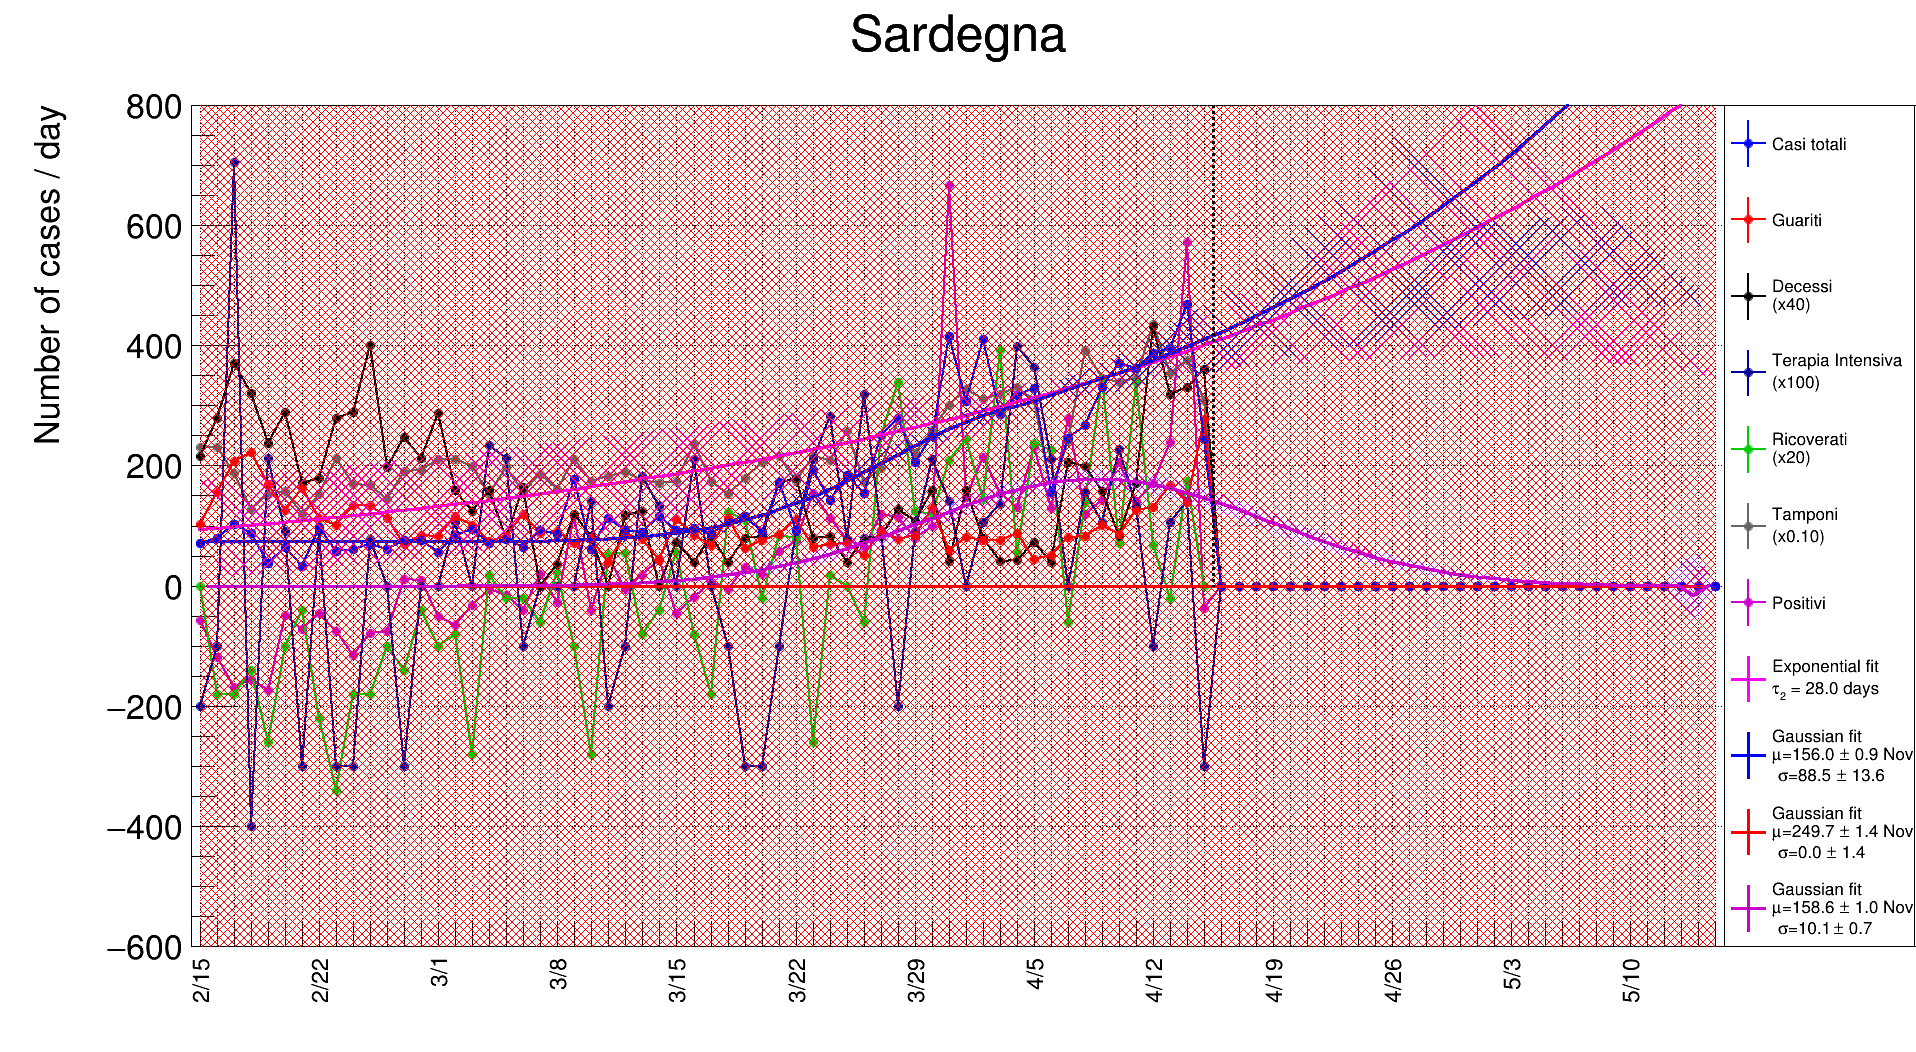 Sardegna
Number of cases / day
800
600
400
200
0
−200
−400
−600
2/15
2/22
3/1
3/8
3/15
3/22
3/29
4/5
4/12
4/19
4/26
5/3
5/10
Casi totali
Guariti
Decessi
(x40)
Terapia Intensiva
(x100)
Ricoverati
(x20)
Tamponi
(x0.10)
Positivi
Exponential fit
τ2 = 28.0 days
Gaussian fit
μ=156.0 ± 0.9 Nov
σ=88.5 ± 13.6
Gaussian fit
μ=249.7 ± 1.4 Nov
σ=0.0 ± 1.4
Gaussian fit
μ=158.6 ± 1.0 Nov
σ=10.1 ± 0.7